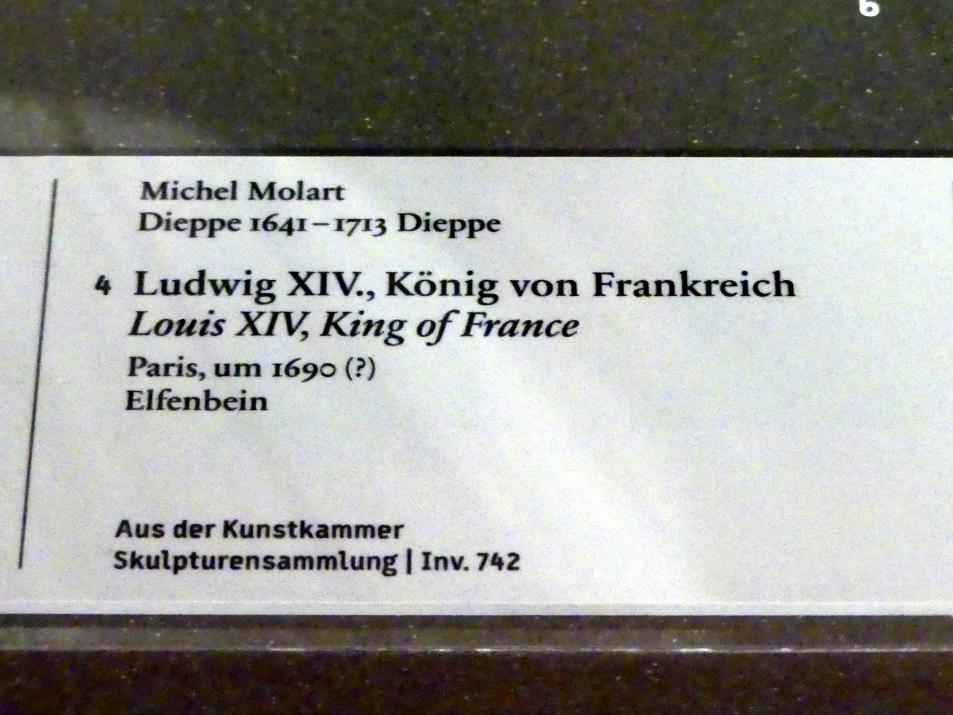 6
Michel Molart
Dieppe 1641–1713 Dieppe
4 Ludwig XIV., König von Frankreich
Louis XIV, King of France
Paris, um 1690 (?)
Elfenbein
Aus der Kunstkammer
Skulpturensammlung | Inv. 742